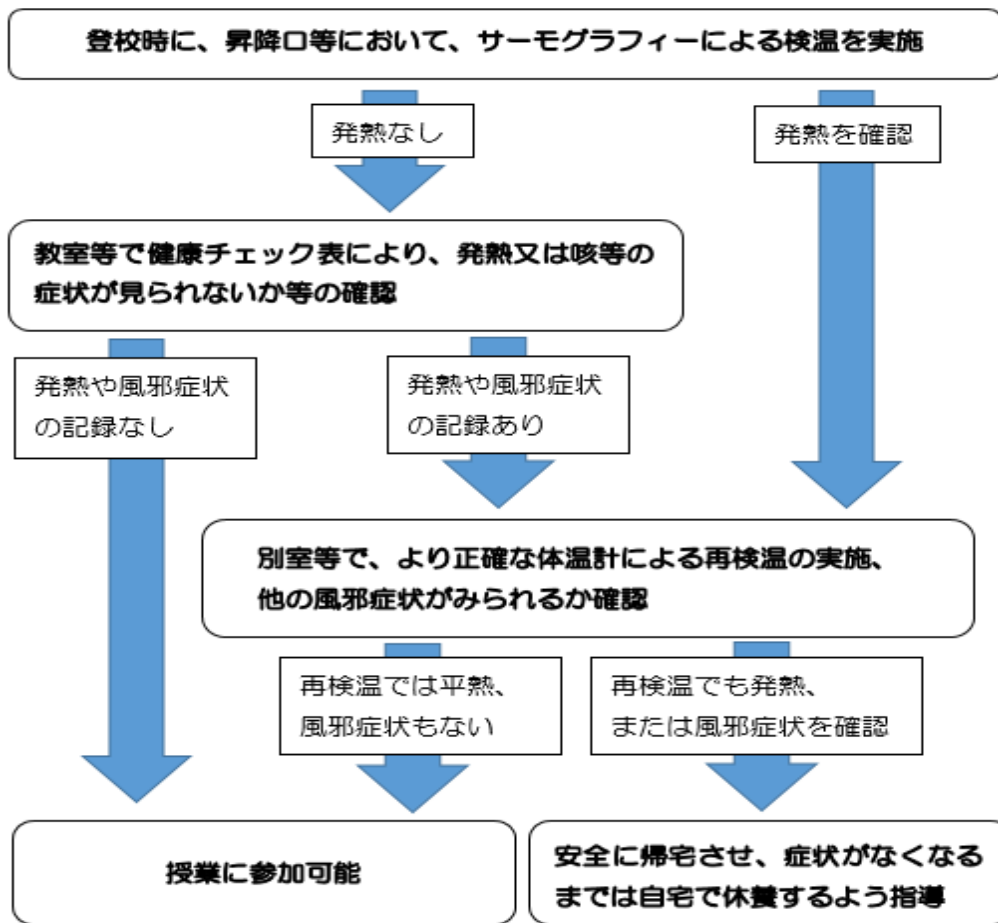 登校時に、昇降口等において、サーモグラフィーによる検温を実施
発熱なし
発熱を確認
教室等で健康チェック表により、発熱又は咳等の
症状が見られないか等の確認
発熱や風邪症状
の記録なし
発熱や風邪症状
の記録あり
別室等で、より正確な体温計による再検温の実施、
他の風邪症状がみられるか確認
再検温では平熱、
風邪症状もない
再検温でも発熱、
または風邪症状を確認
授業に参加可能
安全に帰宅させ、症状がなくなる
までは自宅で休養するよう指導